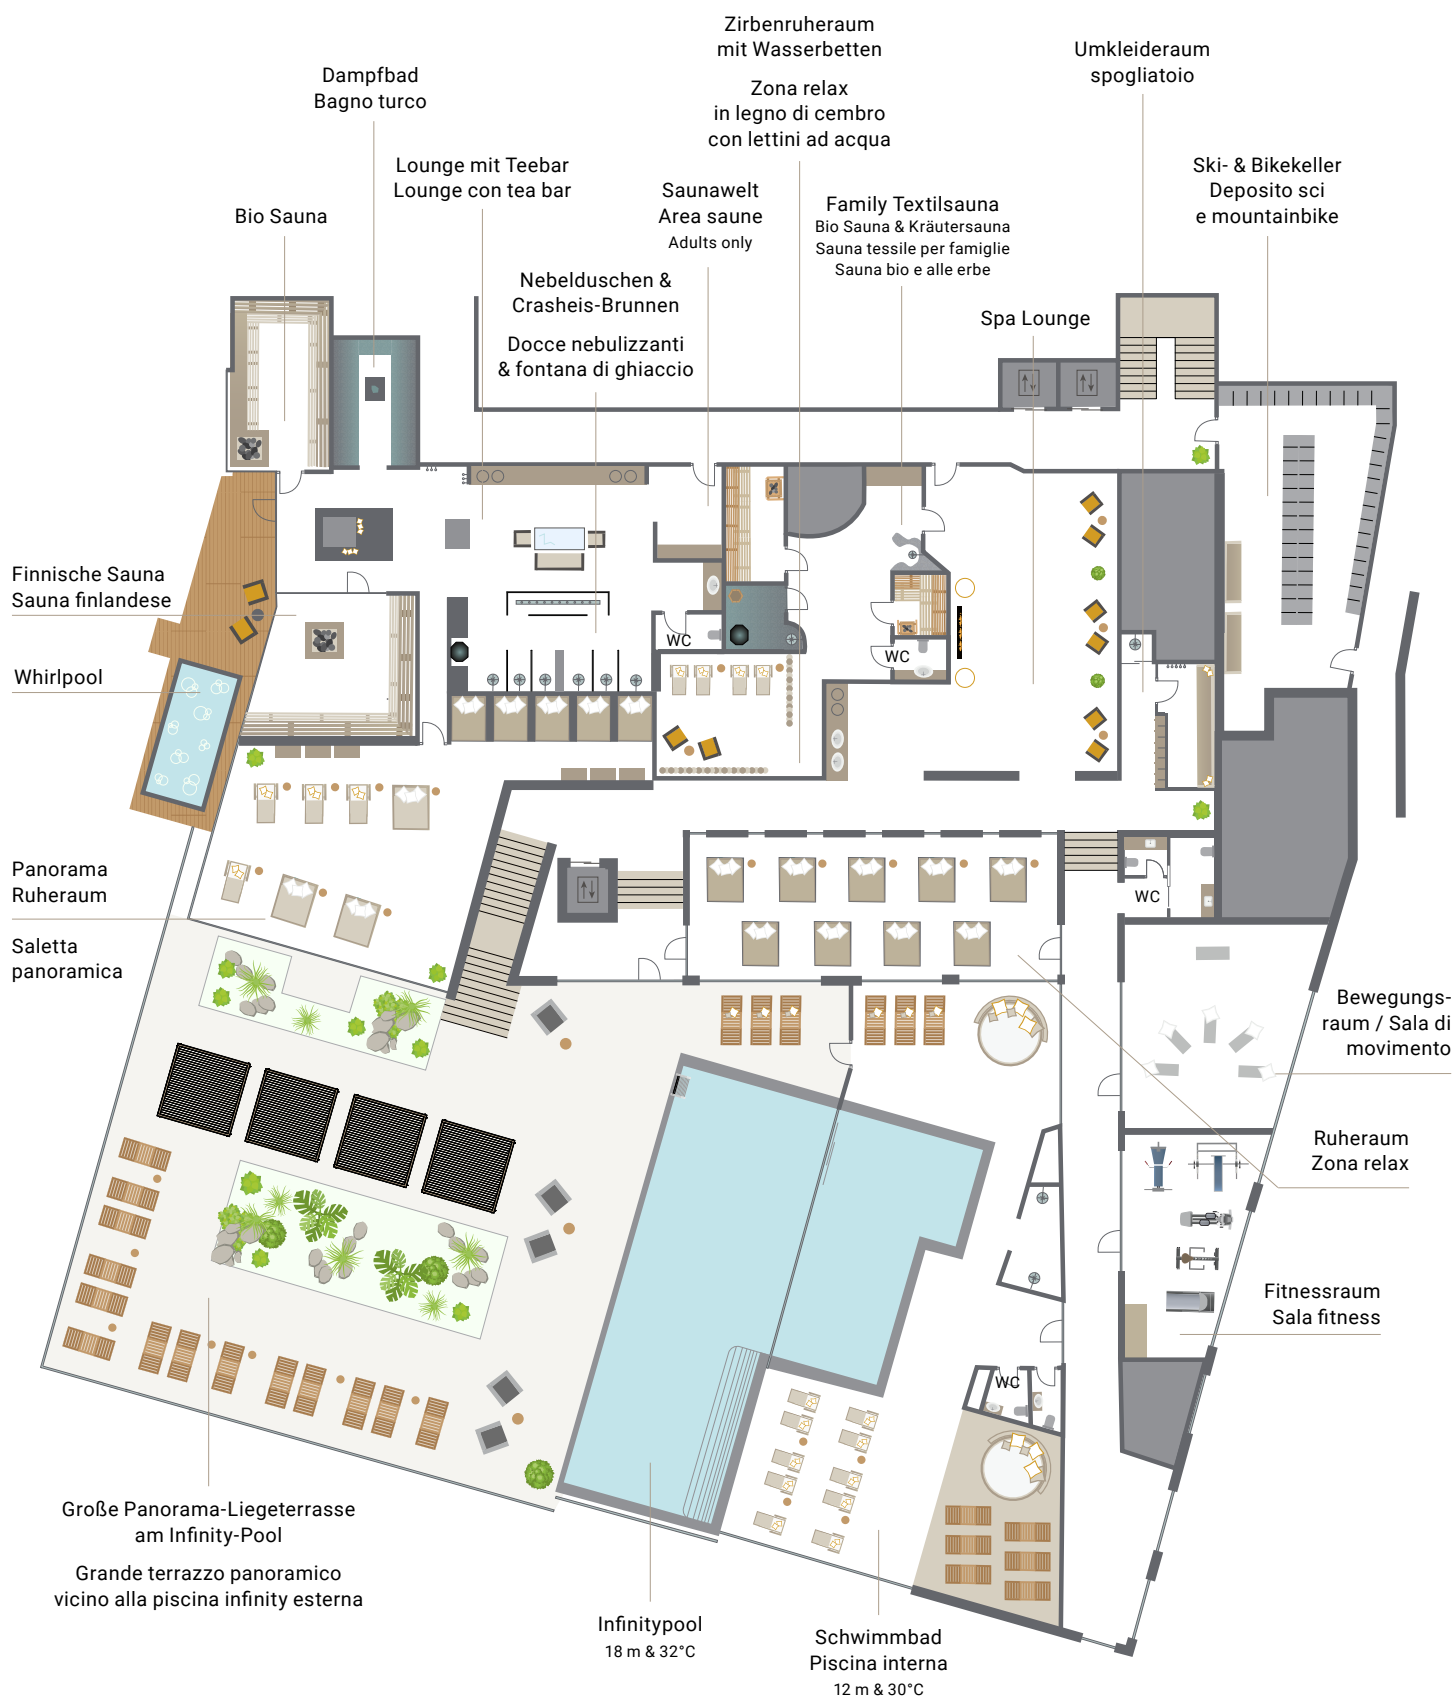 Zirbenruheraum
mit Wasserbetten
Zona relax
in legno di cembro
con lettini ad acqua
Umkleideraum
spogliatoio
Dampfbad
Bagno turco
Lounge mit Teebar
Lounge con tea bar
Saunawelt
Area saune
Adults only
Family Textilsauna
Bio Sauna & Kräutersauna
Sauna tessile per famiglie
Sauna bio e alle erbe
Ski- & Bikekeller
Deposito sci
e mountainbike
Bio Sauna
Nebelduschen &
Crasheis-Brunnen
Docce nebulizzanti
& fontana di ghiaccio
Spa Lounge
Finnische Sauna
Sauna finlandese
WC
WC
Whirlpool
Panorama
Ruheraum
WC
Saletta
panoramica
Bewegungs-
raum / Sala di
movimento
Ruheraum
Zona relax
Fitnessraum
Sala fitness
WC
Große Panorama-Liegeterrasse
am Infinity-Pool
Grande terrazzo panoramico
vicino alla piscina infinity esterna
Infinitypool
18 m & 32°C
Schwimmbad
Piscina interna
12 m & 30°C